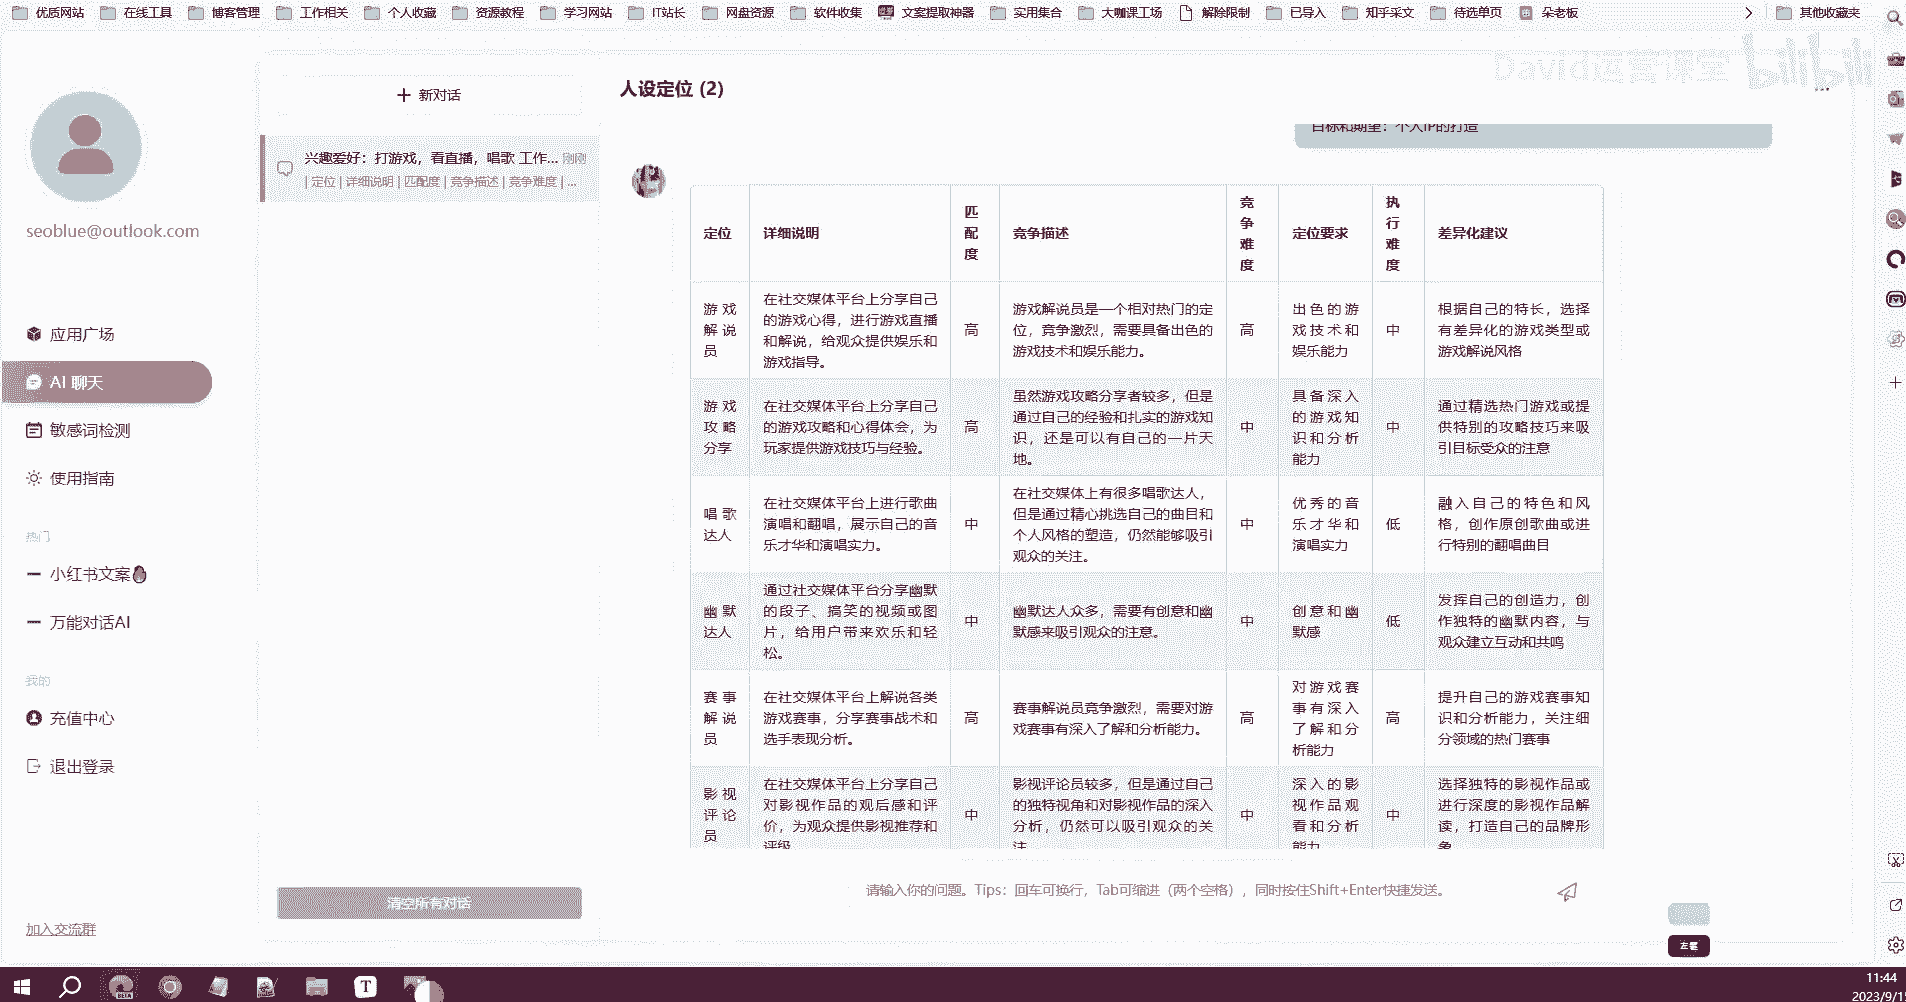 优质网站 在线工具 博客管理 工作相关 个人收藏 资源教程 学习网站 IT站长 网盘资源 软件收集 文案提取神器 实用集合 大咖课工场 解除限制 已导入 知乎采文 待选单页 朵老板 其他收藏夹
David运营课堂 bilibili
seoblue@outlook.com
应用广场
AI 聊天
敏感词检测
使用指南
热门
小红书文案
万能对话AI
我的
充值中心
退出登录
加入交流群
+ 新对话
兴趣爱好：打游戏，看直播，唱歌 工作... 刚刚
| 定位 | 详细说明 | 匹配度 | 竞争描述 | 竞争难度 | ...
清空所有对话
人设定位 (2)
目标和期望：个人IP的打造
定位 详细说明 匹配度 竞争描述 竞争难度 定位要求 执行难度 差异化建议
游戏解说员 在社交媒体平台上分享自己的游戏心得，进行游戏直播和解说，给观众提供娱乐和游戏指导。 高 游戏解说员是一个相对热门的定位，竞争激烈，需要具备出色的游戏技术和娱乐能力。 高 出色的游戏技术和娱乐能力 中 根据自己的特长，选择有差异化的游戏类型或游戏解说风格
游戏攻略分享 在社交媒体平台上分享自己的游戏攻略和心得体会，为玩家提供游戏技巧与经验。 高 虽然游戏攻略分享者较多，但是通过自己的经验和扎实的游戏知识，还是可以有自己的一片天地。 中 具备深入的游戏知识和分析能力 中 通过精选热门游戏或提供特别的攻略技巧来吸引目标受众的注意
唱歌达人 在社交媒体平台上进行歌曲演唱和翻唱，展示自己的音乐才华和演唱实力。 中 在社交媒体上有很多唱歌达人，但是通过精心挑选自己的曲目和个人风格的塑造，仍然能够吸引观众的关注。 中 优秀的音乐才华和演唱实力 低 融入自己的特色和风格，创作原创歌曲或进行特别的翻唱曲目
幽默达人 通过社交媒体平台分享幽默的段子、搞笑的视频或图片，给用户带来欢乐和轻松。 中 幽默达人众多，需要有创意和幽默感来吸引观众的注意。 中 创意和幽默感 低 发挥自己的创造力，创作独特的幽默内容，与观众建立互动和共鸣
赛事解说员 在社交媒体平台上解说各类游戏赛事，分享赛事战术和选手表现分析。 高 赛事解说员竞争激烈，需要对游戏赛事有深入了解和分析能力。 高 对游戏赛事有深入了解和分析能力 高 提升自己的游戏赛事知识和分析能力，关注细分领域的热门赛事
影视评论员 在社交媒体平台上分享自己对影视作品的观后感和评价，为观众提供影视推荐和评级 中 影视评论员较多，但是通过自己的独特视角和对影视作品的深入分析，仍然可以吸引观众的关注 中 深入的影视作品观看和分析能力 中 选择独特的影视作品或进行深度的影视作品解读，打造自己的品牌形象
请输入你的问题。Tips：回车可换行，Tab可缩进（两个空格），同时按住Shift+Enter快捷发送。
左键
BETA
T
11:44
2023/9/15